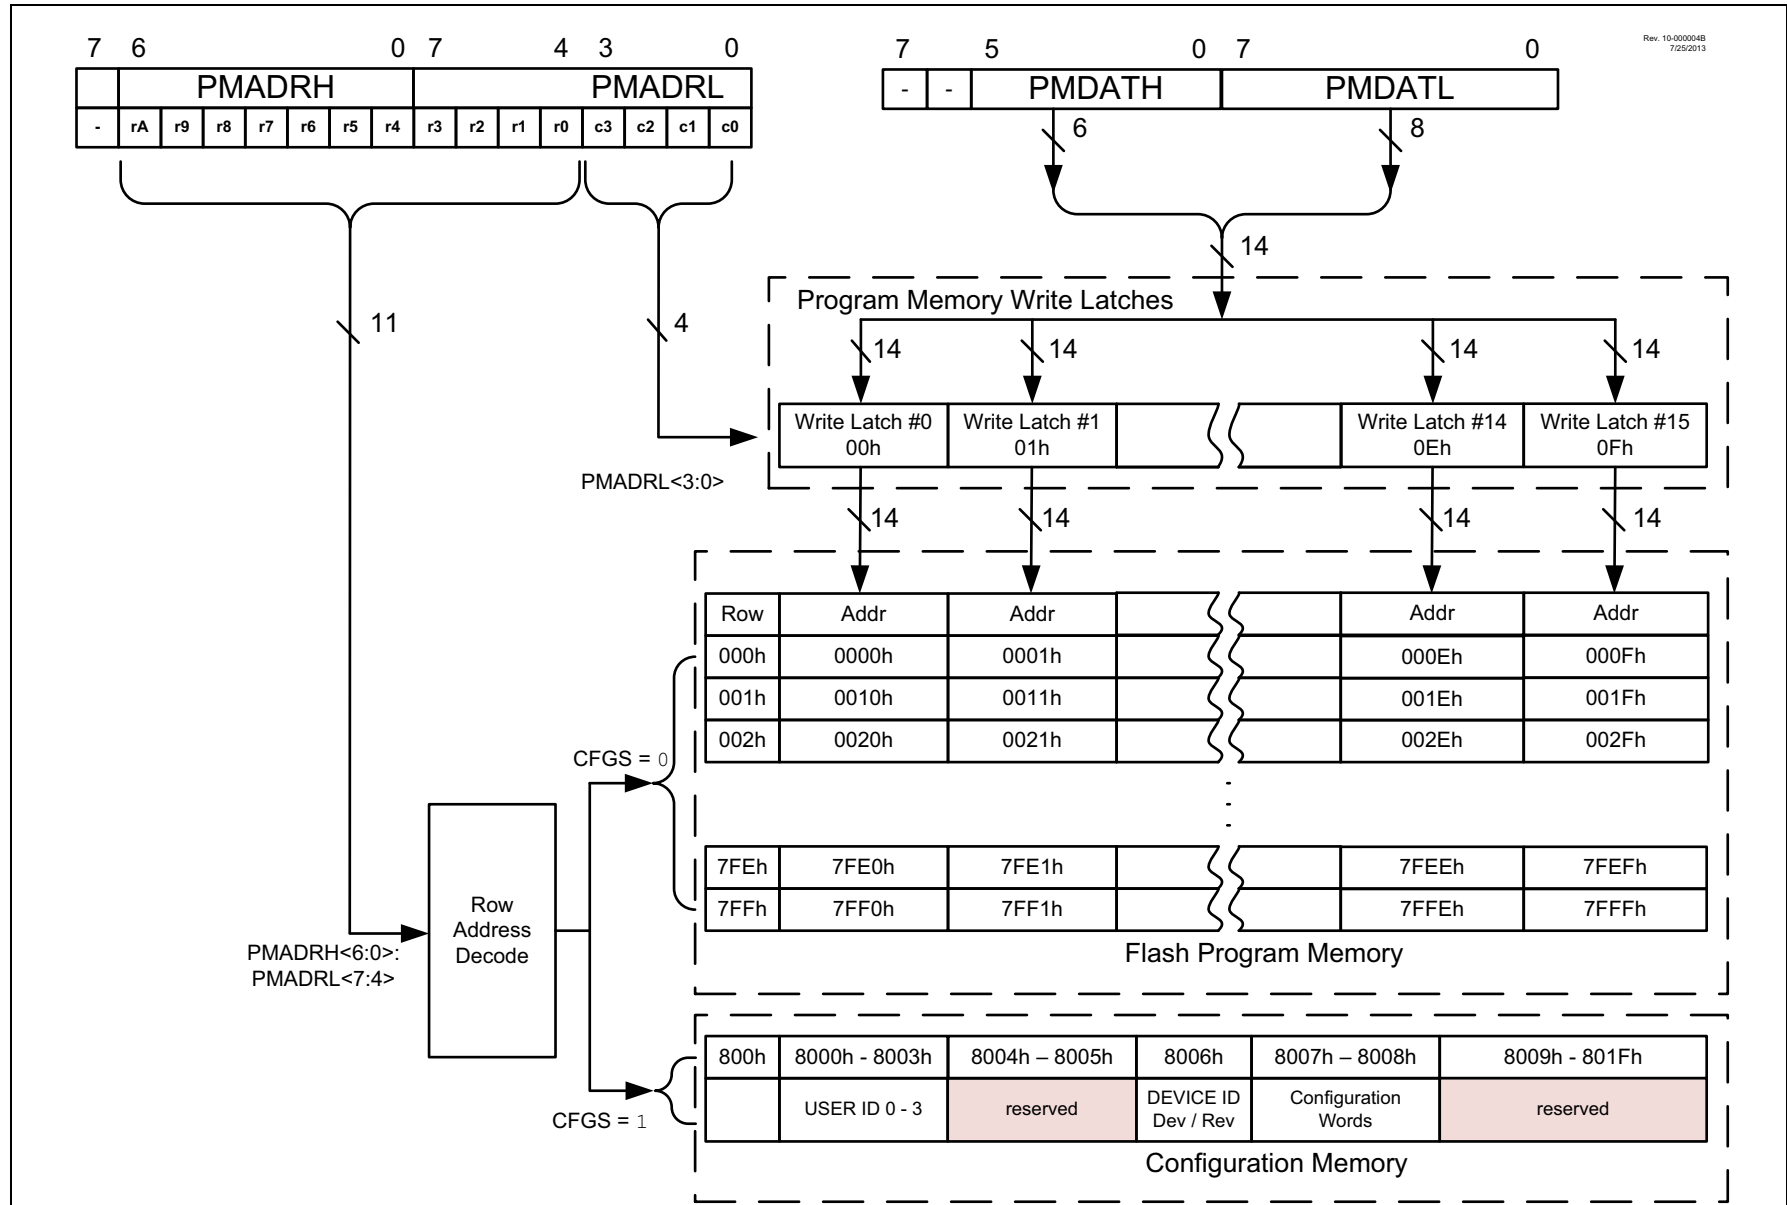 7 6 0 7 4 3 0
7 5 0 7 0
Rev. 10-000004B
7/25/2013
PMADRH PMADRL
- - PMDATH PMDATL
- rA r9 r8 r7 r6 r5 r4 r3 r2 r1 r0 c3 c2 c1 c0
6 8
14
11 4
Program Memory Write Latches
14 14 14 14
Write Latch #0 Write Latch #1 Write Latch #14 Write Latch #15
00h 01h 0Eh 0Fh
PMADRL<3:0>
14 14 14 14
Row Addr Addr Addr Addr
000h 0000h 0001h 000Eh 000Fh
001h 0010h 0011h 001Eh 001Fh
002h 0020h 0021h 002Eh 002Fh
CFGS = 0
7FEh 7FE0h 7FE1h 7FEEh 7FEFh
7FFh 7FF0h 7FF1h 7FFEh 7FFFh
Row
Address
Decode
PMADRH<6:0>:
PMADRL<7:4>
Flash Program Memory
800h 8000h - 8003h 8004h – 8005h 8006h 8007h – 8008h 8009h - 801Fh
USER ID 0 - 3 reserved DEVICE ID Configuration reserved
Dev / Rev Words
CFGS = 1
Configuration Memory